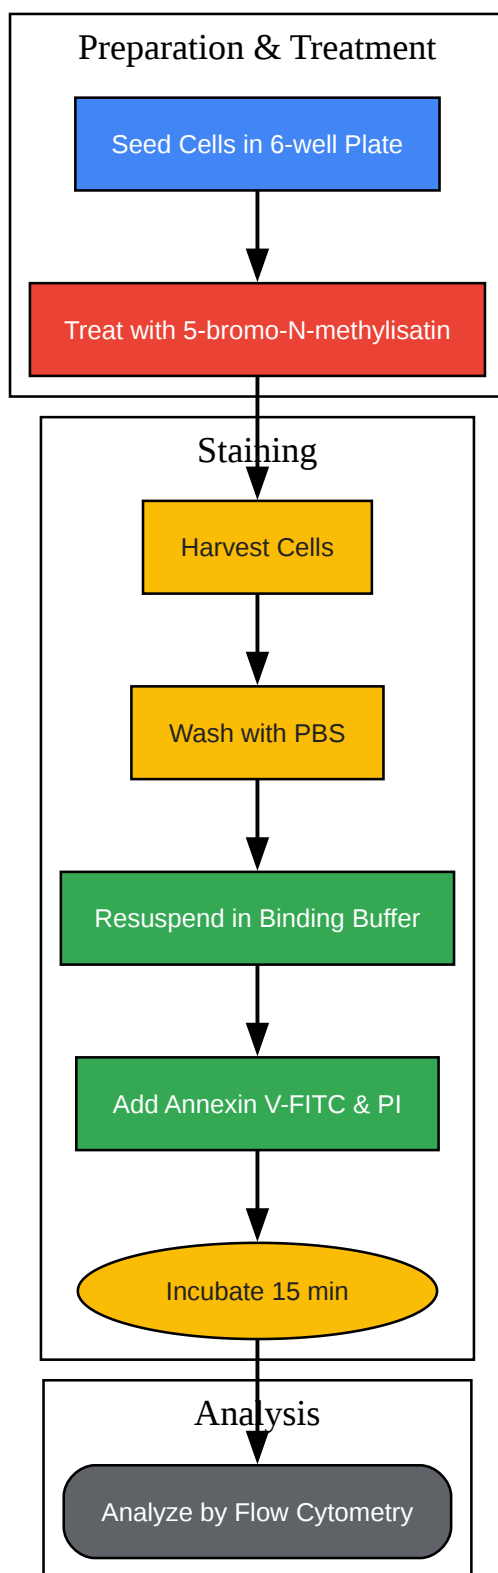 Preparation & Treatment
Seed Cells in 6-well Plate
Treat with 5-bromo-N-methylisatin
Staining
Harvest Cells
Wash with PBS
Resuspend in Binding Buffer
Add Annexin V-FITC & PI
Incubate 15 min
Analysis
Analyze by Flow Cytometry